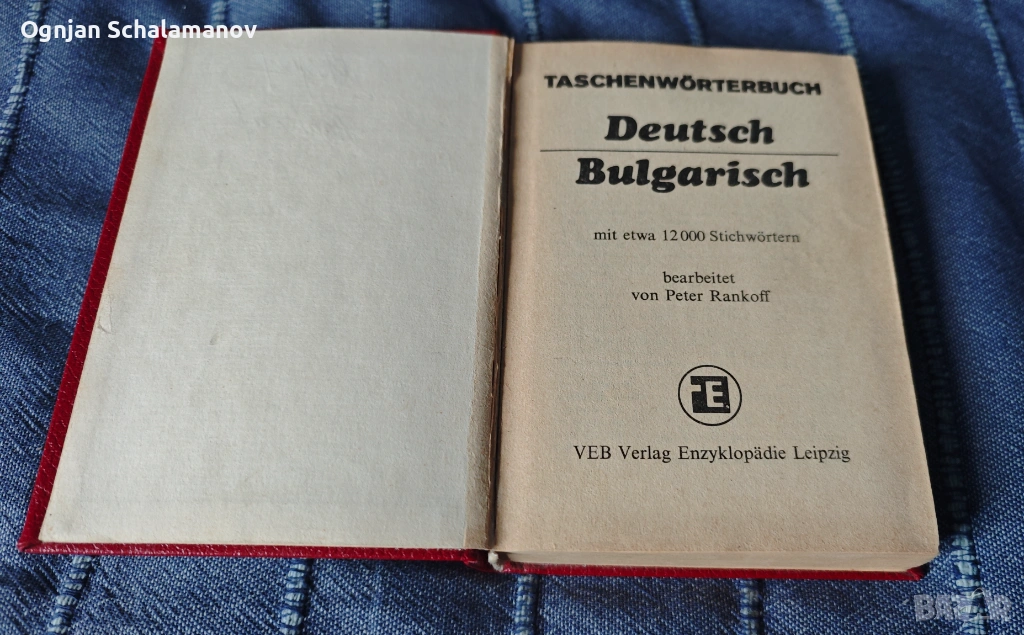 Ognjan Schalamanov
TASCHENWÖRTERBUCH
Deutsch
Bulgarisch
mit etwa 12 000 Stichwörtern
bearbeitet
von Peter Rankoff
VEB Verlag Enzyklopädie Leipzig